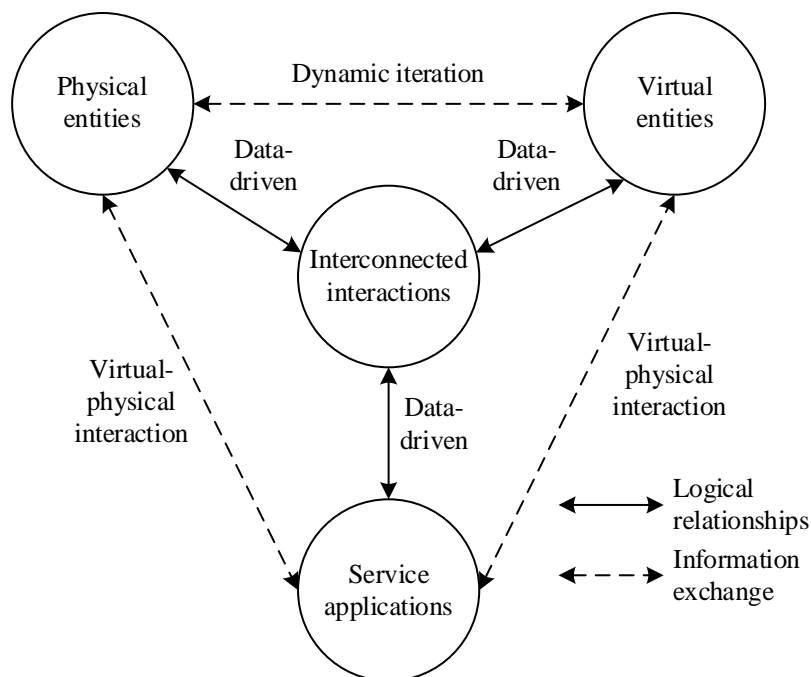 Physical
entities
Dynamic iteration
Virtual
entities
Data-
driven
Data-
driven
Interconnected
interactions
Virtual-
physical
interaction
Data-
driven
Virtual-
physical
interaction
Service
applications
Logical
relationships
Information
exchange